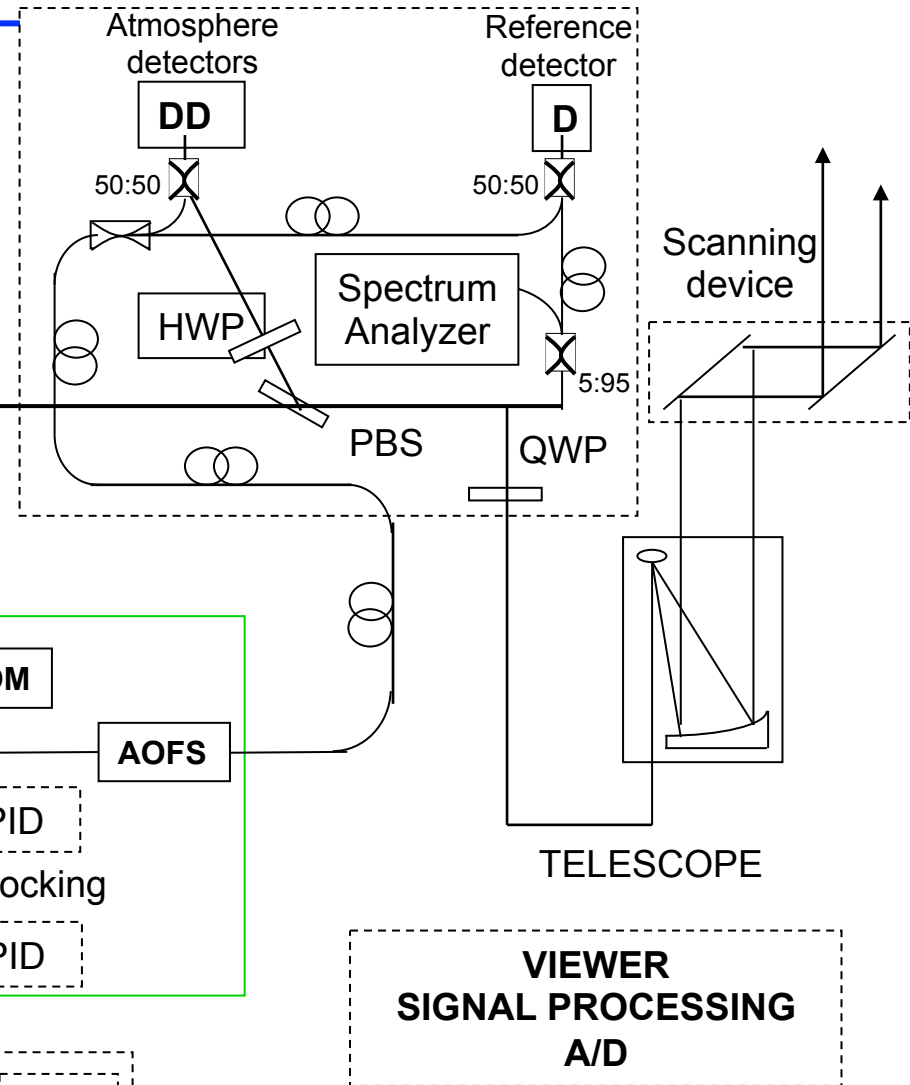 Atmosphere
detectors
Reference
detector
DD
D
50:50
50:50
Scanning
device
HWP
Spectrum
Analyzer
5:95
PBS
QWP
OM
AOFS
PID
ocking
PID
TELESCOPE
VIEWER
SIGNAL PROCESSING
A/D